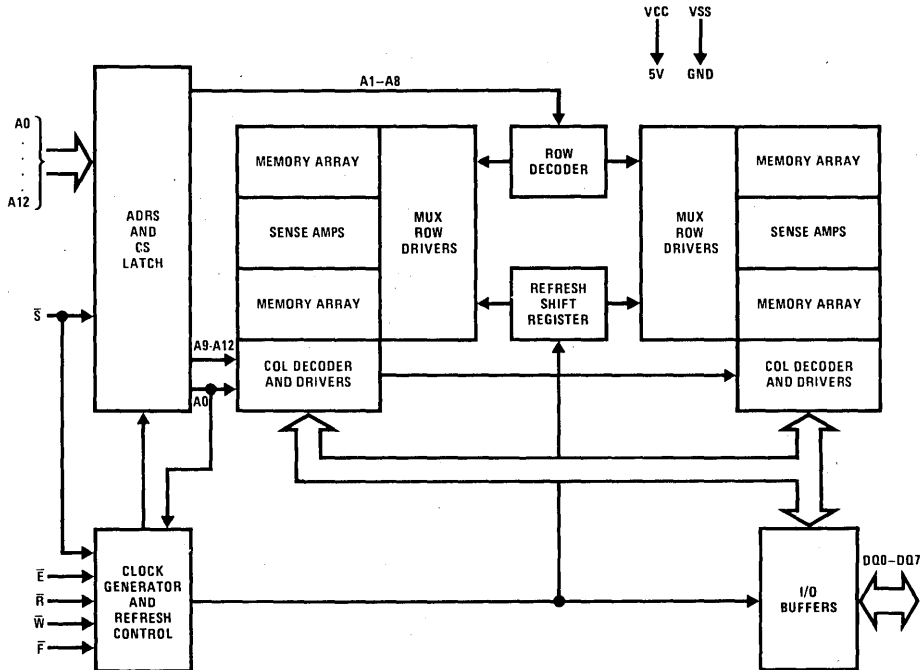 VCC VSS
5V GND
A1–A8
A0
.
.
.
A12
ADRS
AND
CS
LATCH
MEMORY ARRAY
SENSE AMPS
MEMORY ARRAY
COL DECODER
AND DRIVERS
MUX
ROW
DRIVERS
ROW
DECODER
REFRESH
SHIFT
REGISTER
MUX
ROW
DRIVERS
MEMORY ARRAY
SENSE AMPS
MEMORY ARRAY
COL DECODER
AND DRIVERS
S̅
A9-A12
A0
E̅
R̅
W̅
F̅
CLOCK
GENERATOR
AND
REFRESH
CONTROL
I/O
BUFFERS
DQ0–DQ7